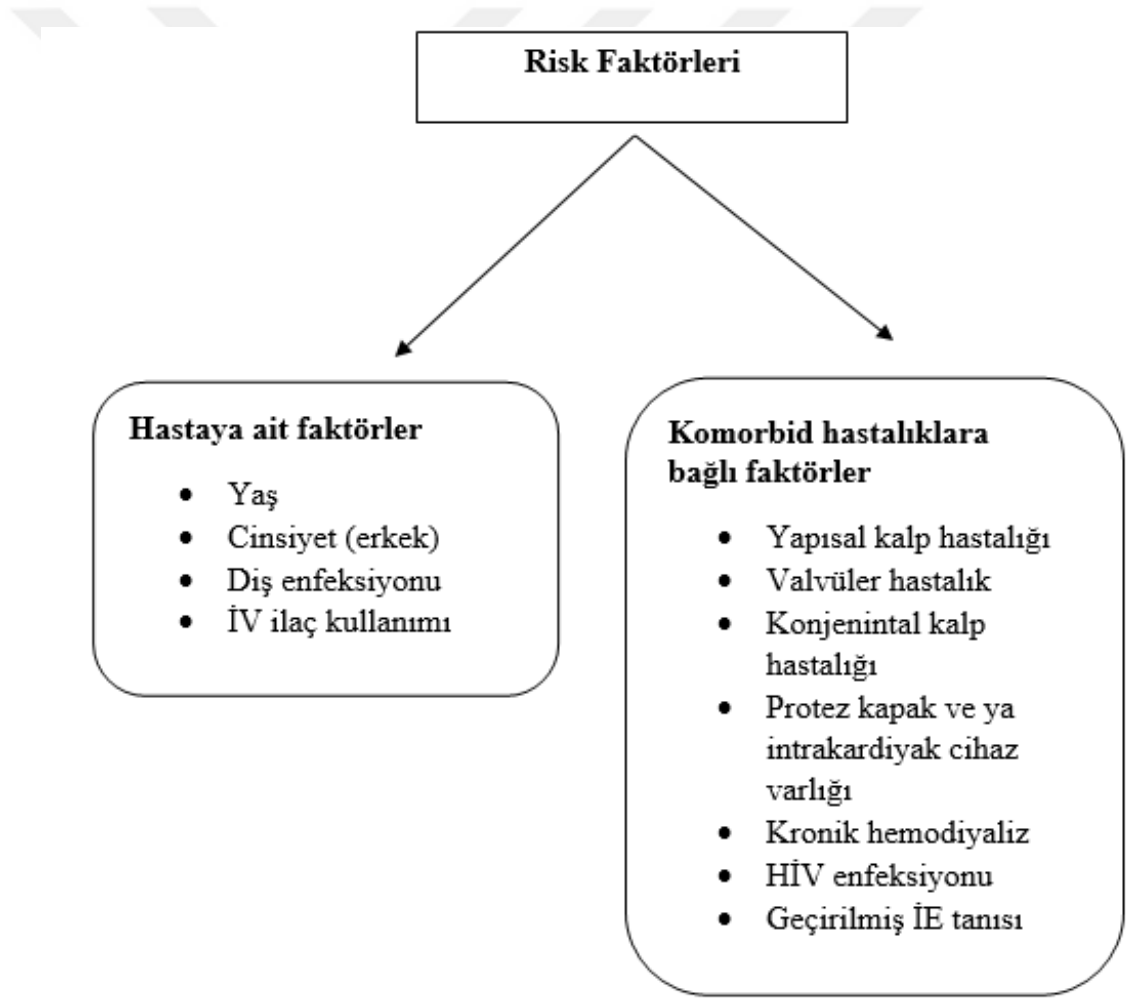 Risk Faktörleri
Hastaya ait faktörler
• Yaş
• Cinsiyet (erkek)
• Diş enfeksiyonu
• İV ilaç kullanımı
Komorbid hastalıklara
bağlı faktörler
• Yapısal kalp hastalığı
• Valvüler hastalık
• Konjenintal kalp
hastalığı
• Protez kapak ve ya
intrakardiyak cihaz
varlığı
• Kronik hemodiyaliz
• HİV enfeksiyonu
• Geçirilmiş İE tanısı